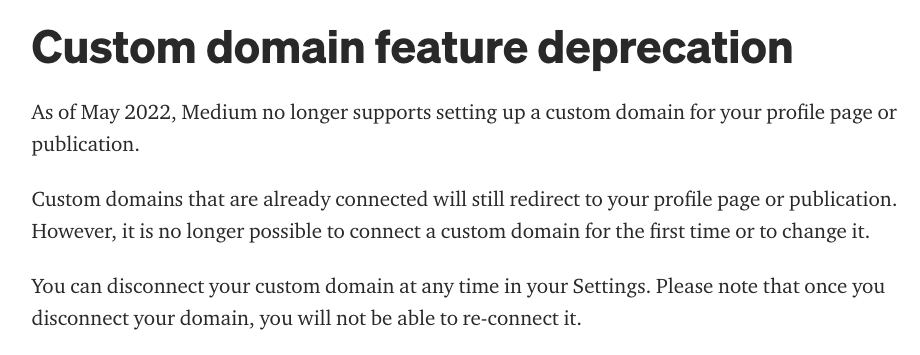 Custom domain feature deprecation
As of May 2022, Medium no longer supports setting up a custom domain for your profile page or
publication.
Custom domains that are already connected will still redirect to your profile page or publication.
However, it is no longer possible to connect a custom domain for the first time or to change it.
You can disconnect your custom domain at any time in your Settings. Please note that once you
disconnect your domain, you will not be able to re-connect it.